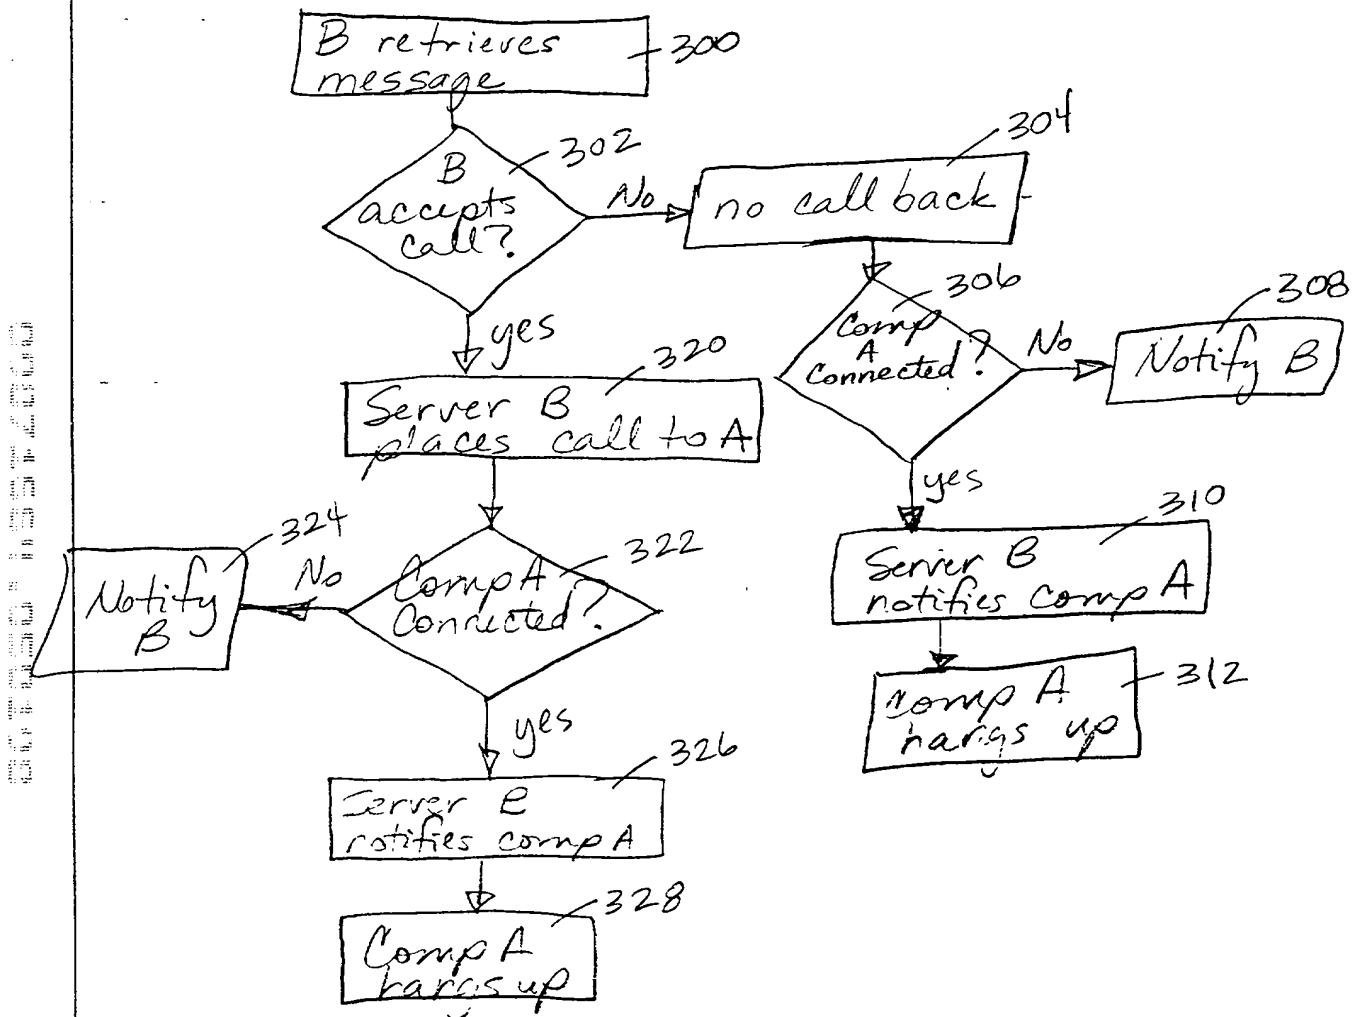 B retrieves
message
300
B
accepts
call?
302
No
no call back
304
Comp
A
Connected?
306
No
Notify B
308
yes
Server B
notifies comp A
310
Comp A
hangs up
312
yes
Server B
places call to A
320
Comp A
Connected?
322
No
Notify
B
324
yes
Server B
notifies comp A
326
Comp A
hangs up
328